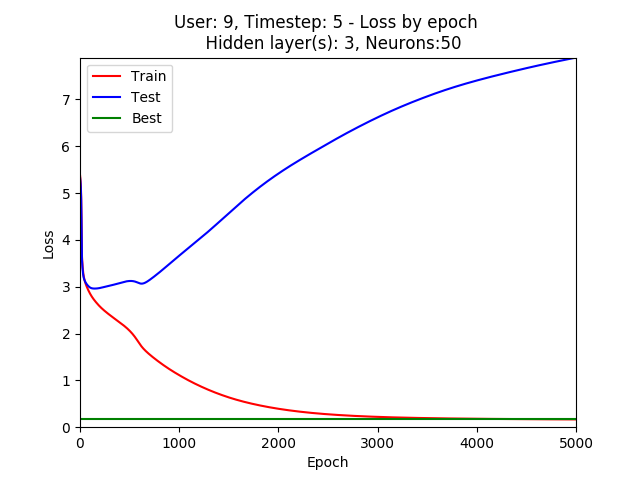 User: 9, Timestep: 5 - Loss by epoch
Hidden layer(s): 3, Neurons:50
Train
Test
Best
7
6
5
4
3
2
1
0
Loss
0
1000
2000
3000
4000
5000
Epoch